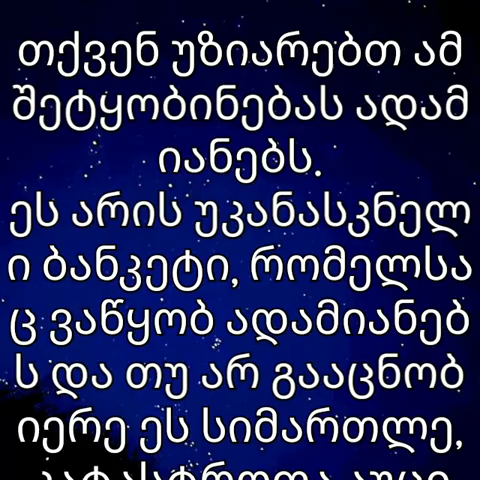 თქვენ უზიარებთ ამ
შეტყობინებას ადამ
იანებს.
ეს არის უკანასკნელ
ი ბანკეტი, რომელსა
ც ვაწყობ ადამიანებ
ს და თუ არ გააცნობ
იერე ეს სიმართლე,